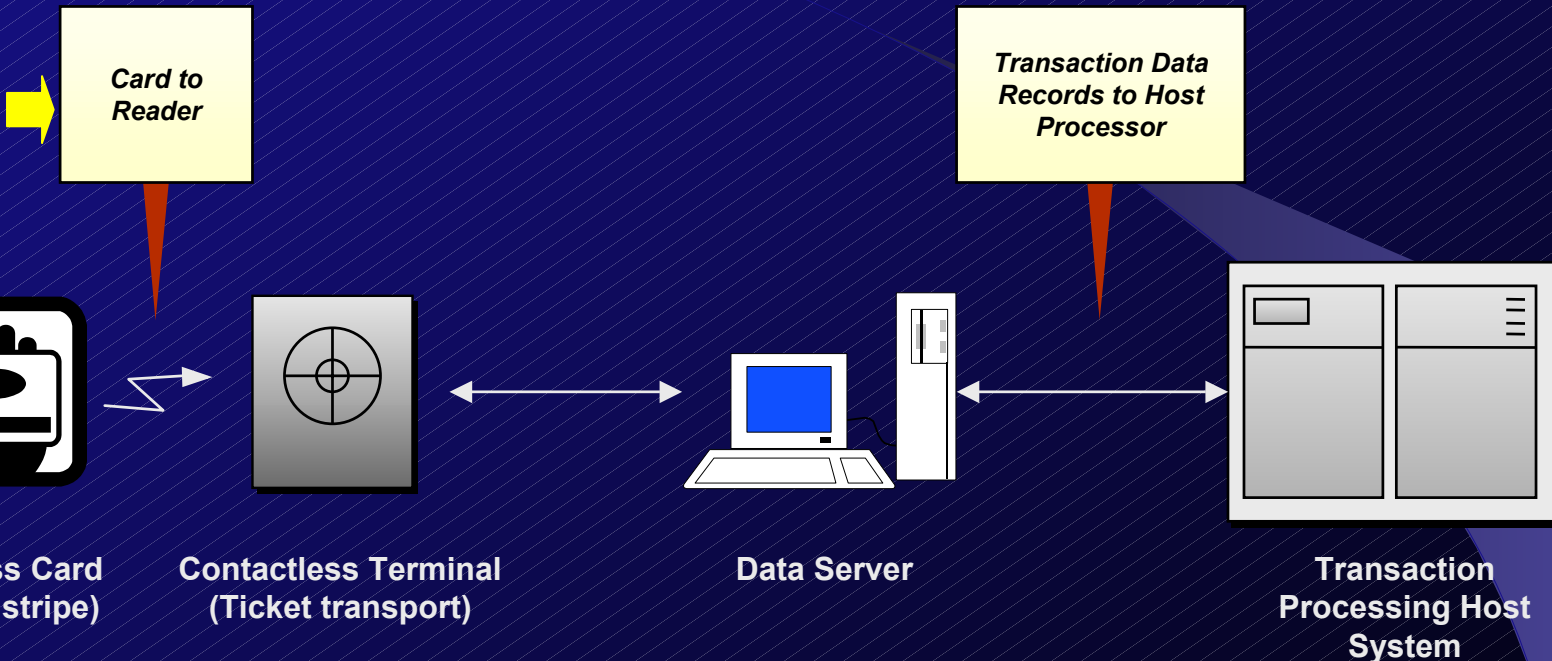 Card to
Reader
Transaction Data
Records to Host
Processor
Card
stripe)
Contactless Terminal
(Ticket transport)
Data Server
Transaction
Processing Host
System